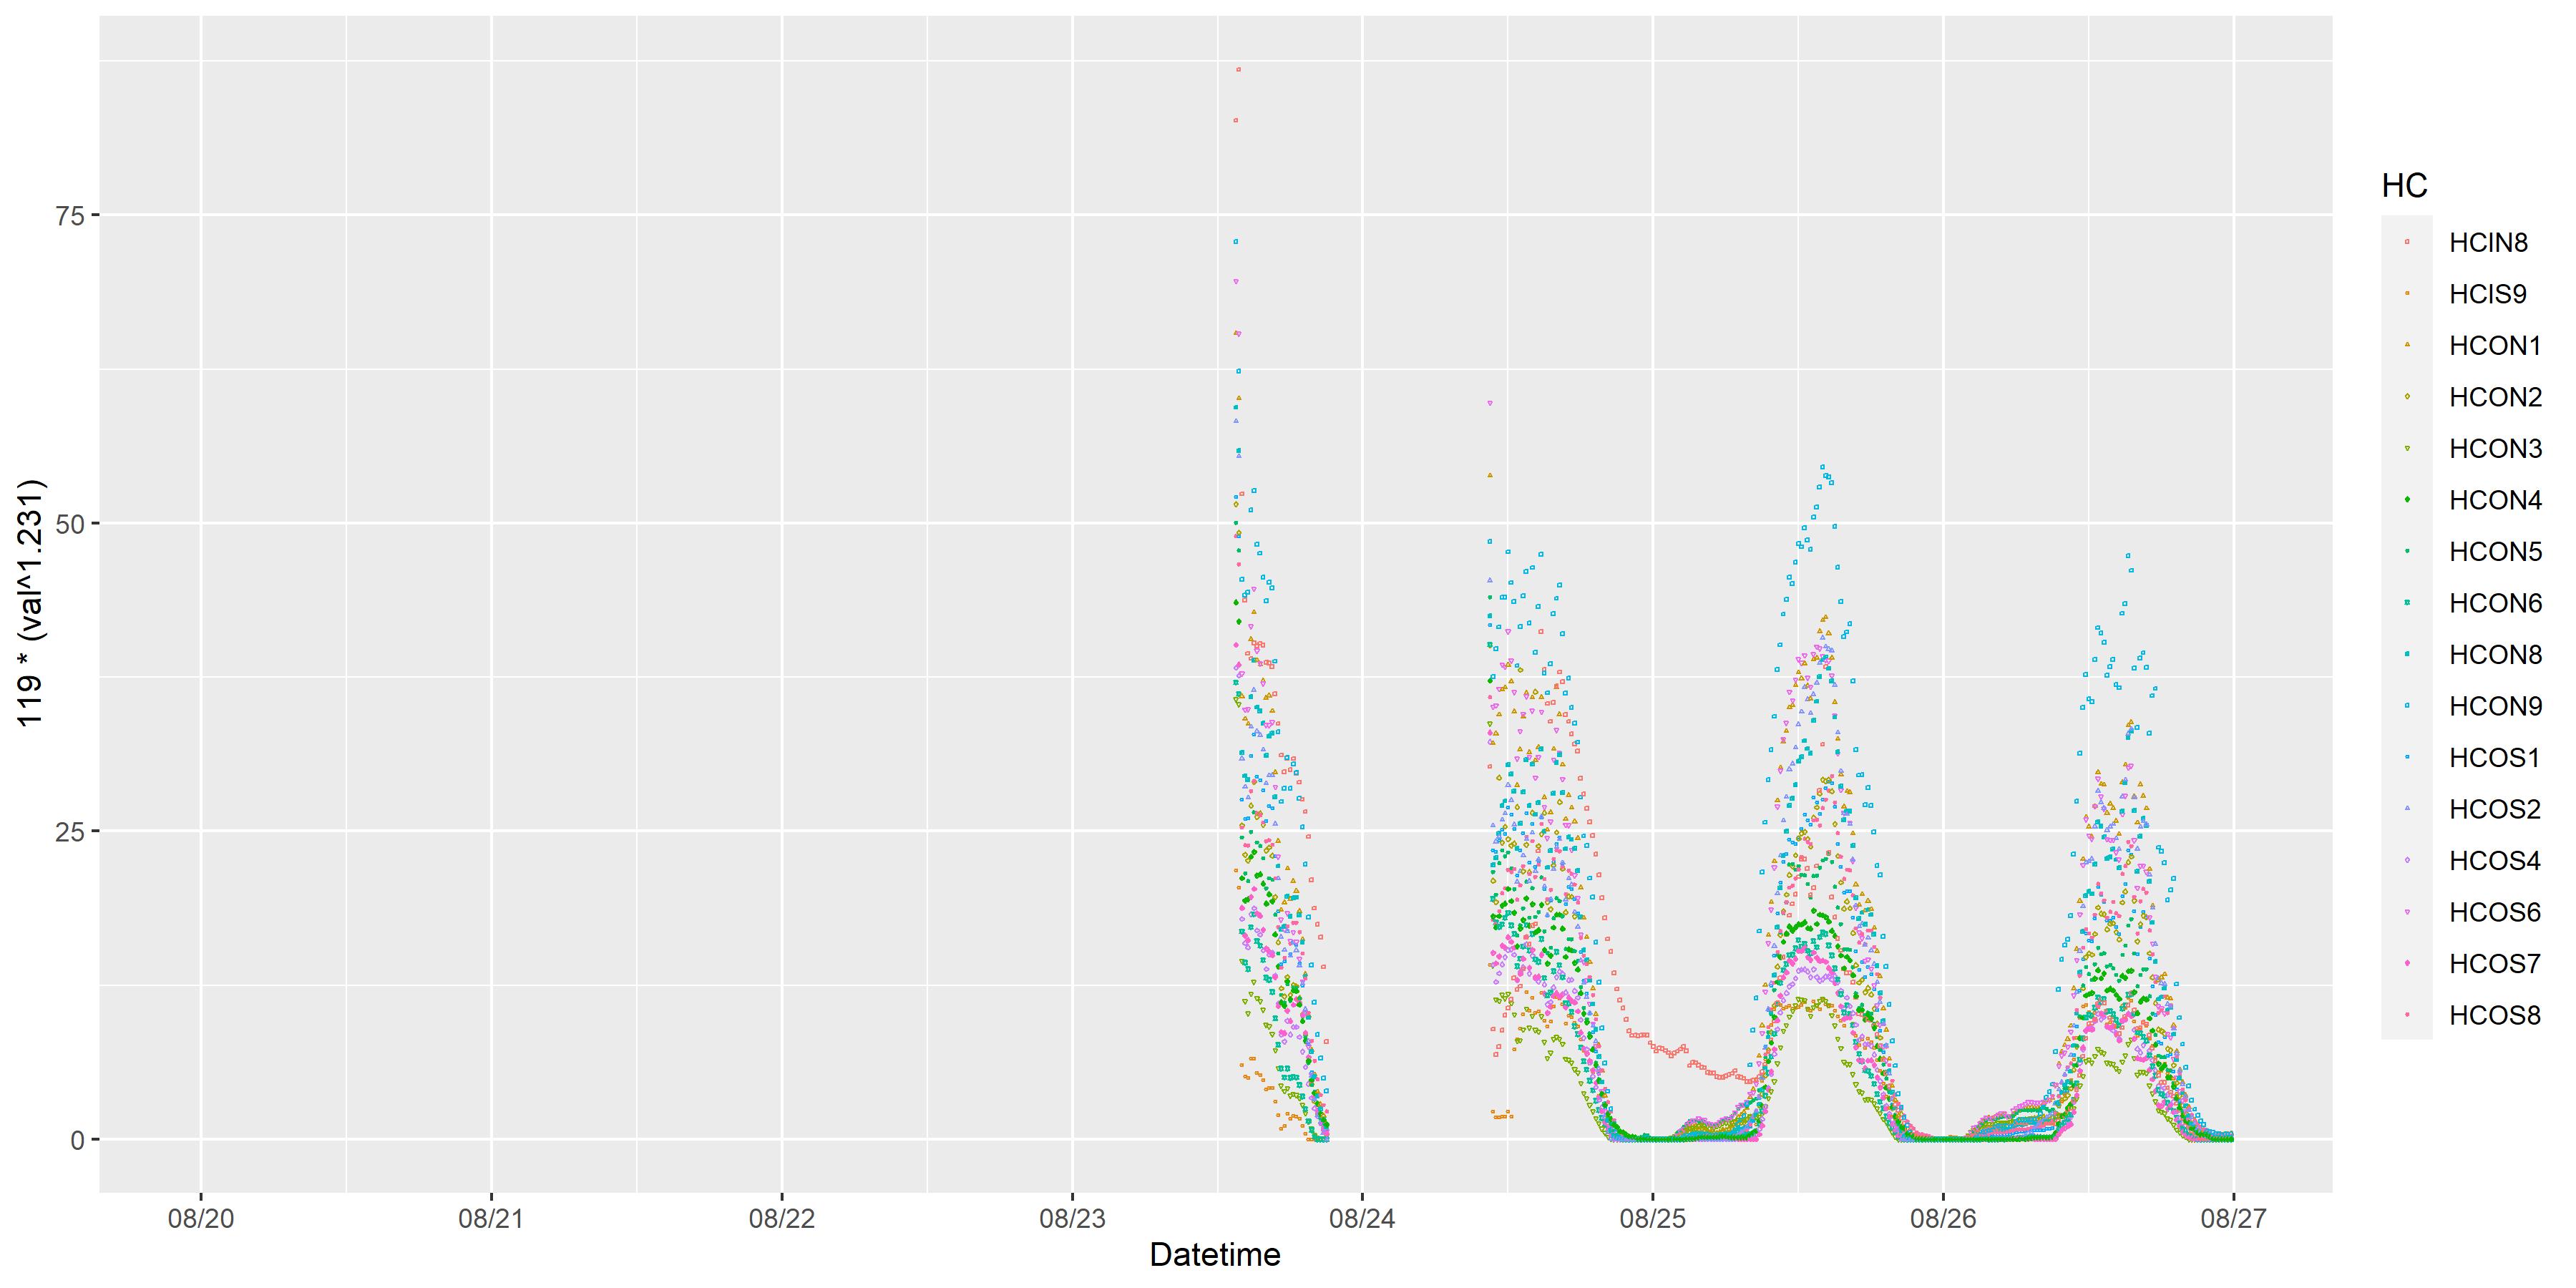 119 * (val^1.231)
75
50
25
0
08/20 08/21 08/22 08/23 08/24 08/25 08/26 08/27
Datetime
HC
HCIN8
HCIS9
HCON1
HCON2
HCON3
HCON4
HCON5
HCON6
HCON8
HCON9
HCOS1
HCOS2
HCOS4
HCOS6
HCOS7
HCOS8